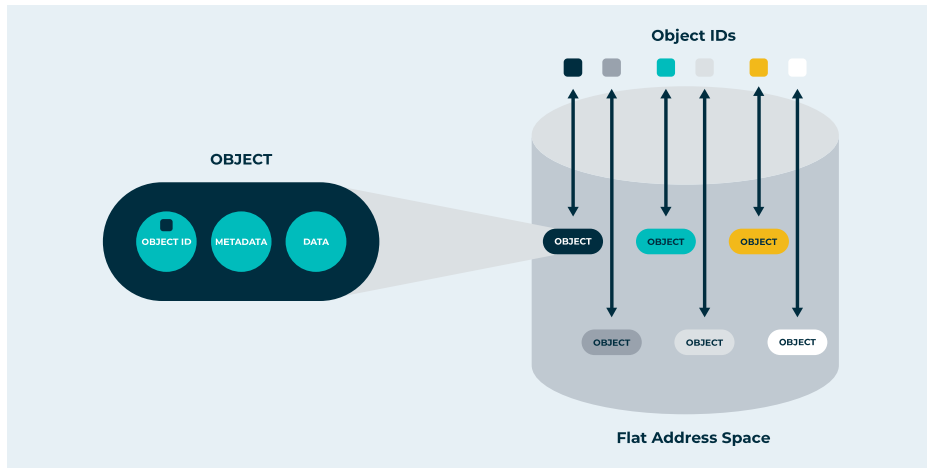 Object IDs
OBJECT
OBJECT ID
METADATA
DATA
OBJECT
OBJECT
OBJECT
OBJECT
OBJECT
OBJECT
Flat Address Space